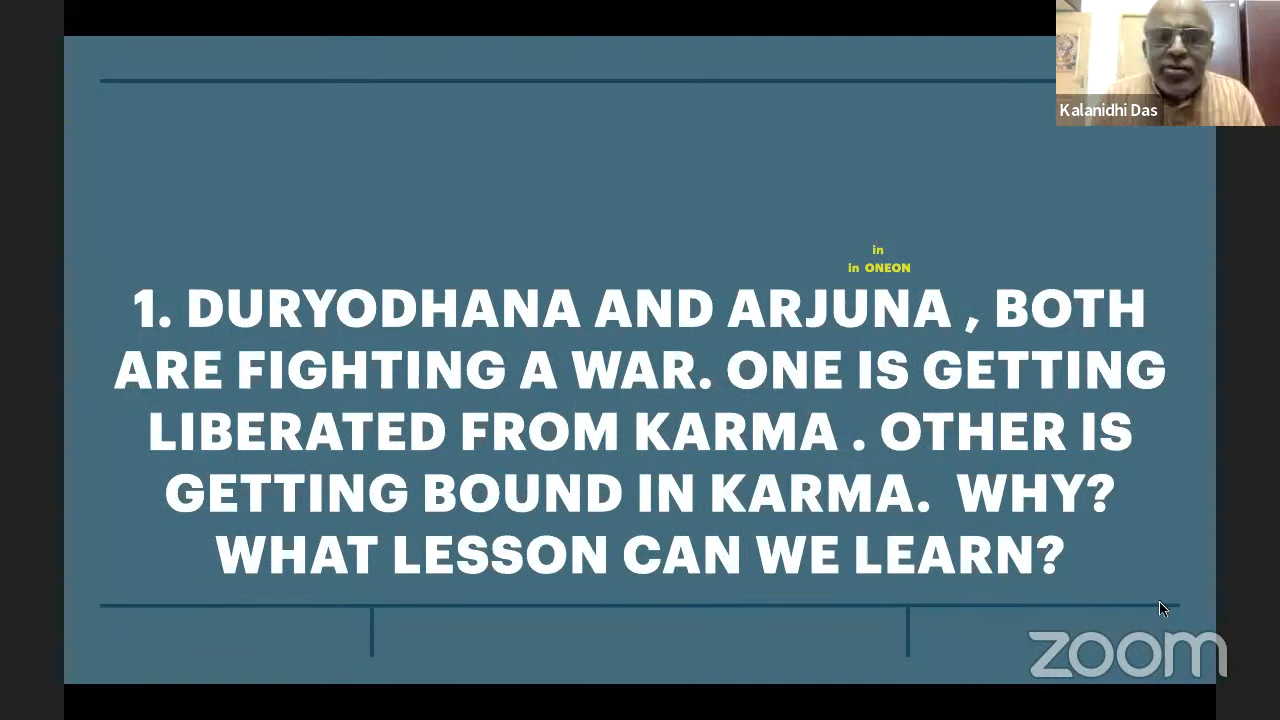 Kalanidhi Das
in
in ONEON
1. DURYODHANA AND ARJUNA , BOTH
ARE FIGHTING A WAR. ONE IS GETTING
LIBERATED FROM KARMA . OTHER IS
GETTING BOUND IN KARMA. WHY?
WHAT LESSON CAN WE LEARN?
zoom